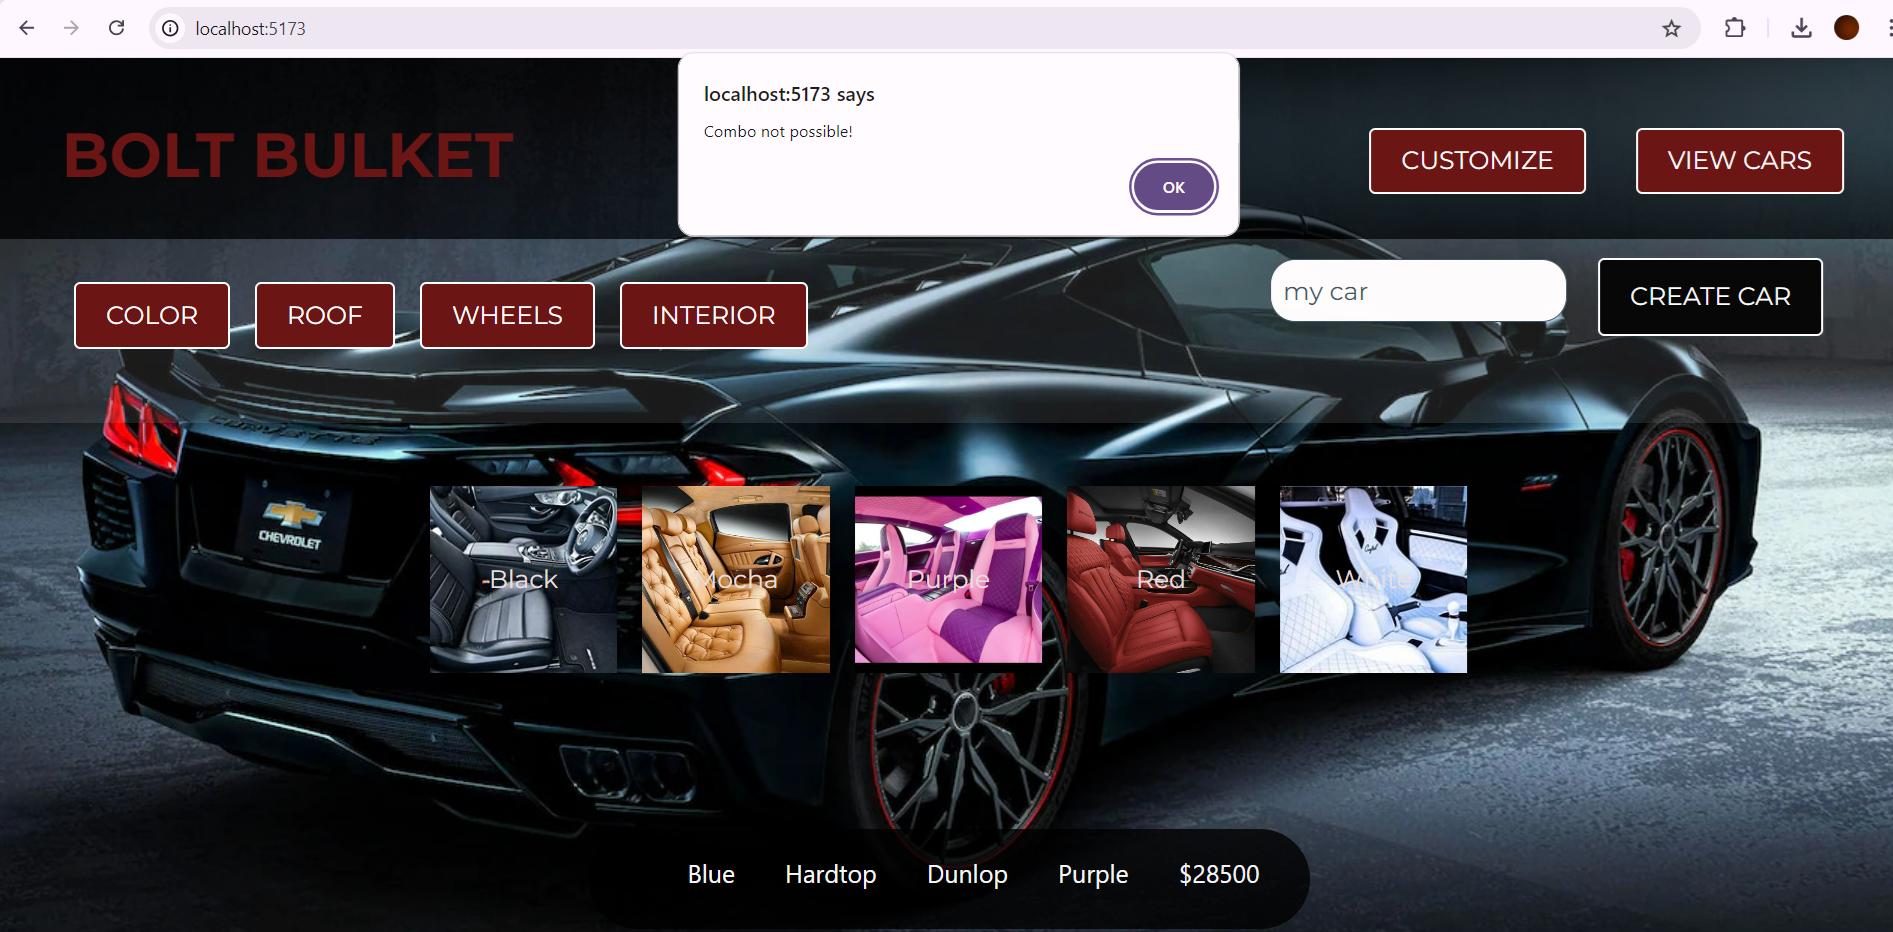 localhost:5173
localhost:5173 says
Combo not possible!
OK
BOLT BULKET
CUSTOMIZE
VIEW CARS
COLOR
ROOF
WHEELS
INTERIOR
my car
CREATE CAR
CORVETTE
CHEVROLET
Black
Mocha
Purple
Red
White
Blue Hardtop Dunlop Purple $28500